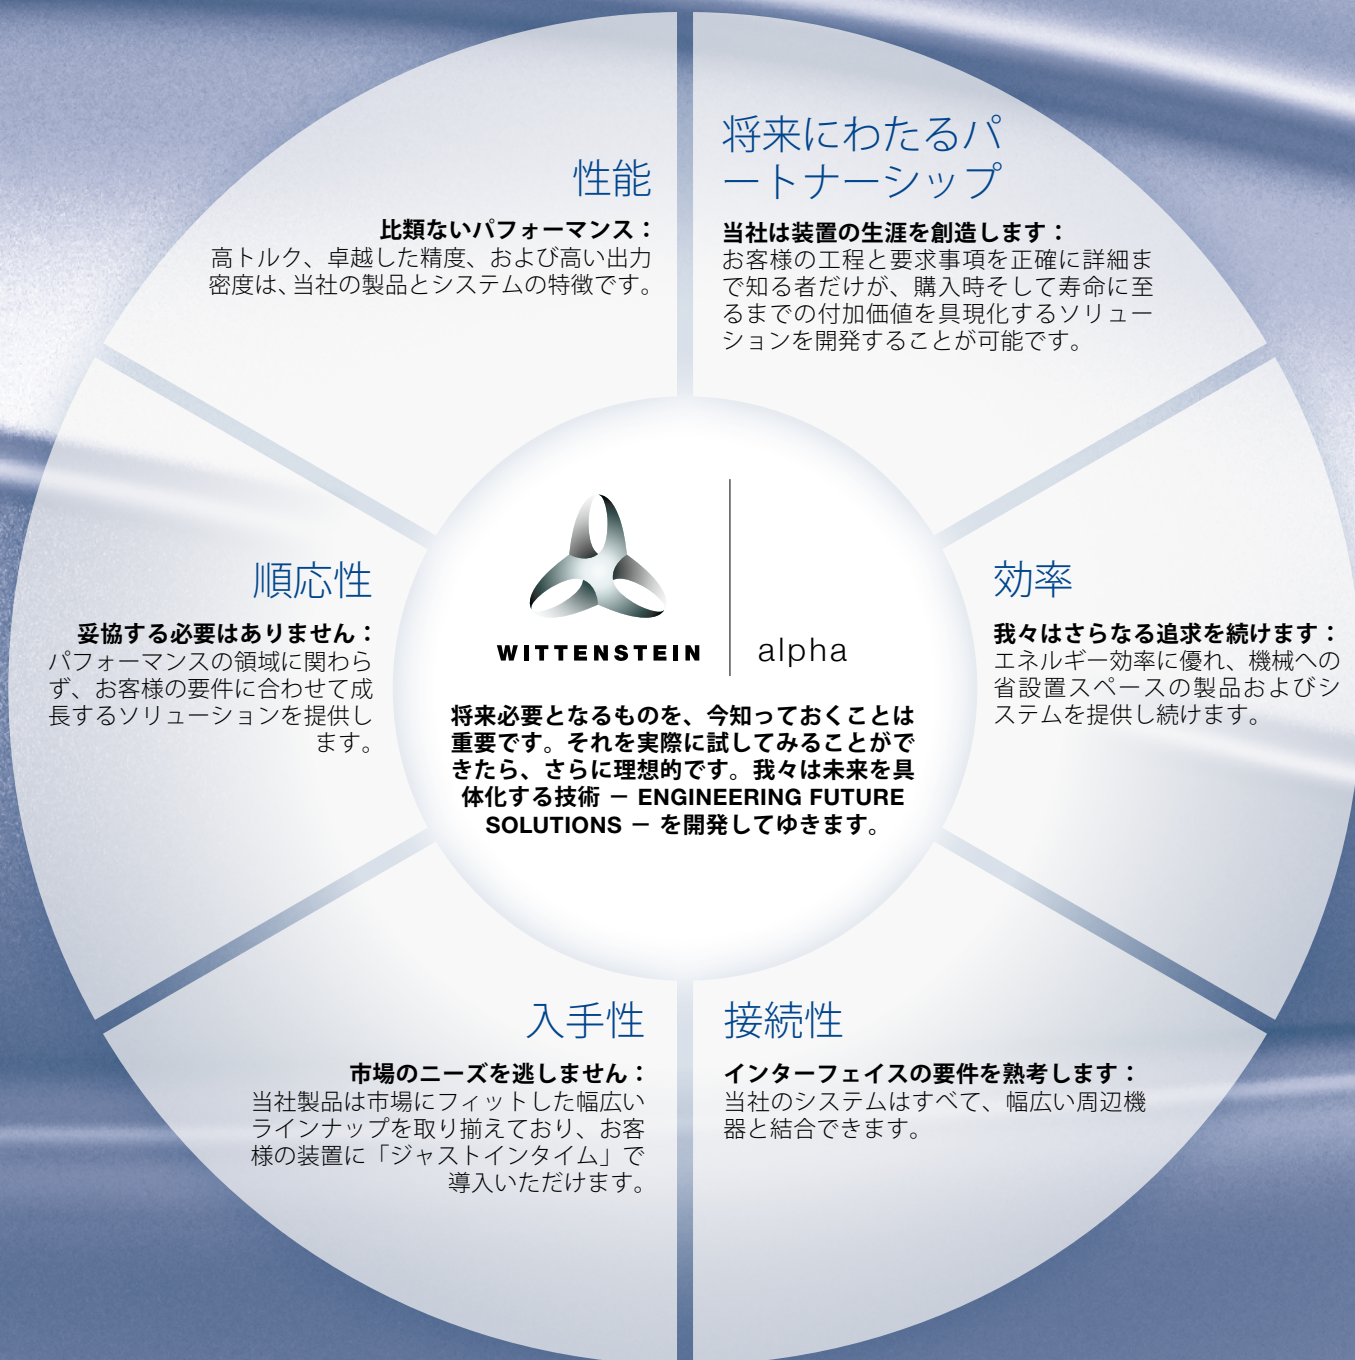 性能
比類ないパフォーマンス：
高トルク、卓越した精度、および高い出力
密度は、当社の製品とシステムの特徴です。
将来にわたるパ
ートナーシップ
当社は装置の生涯を創造します：
お客様の工程と要求事項を正確に詳細ま
で知る者だけが、購入時そして寿命に至
るまでの付加価値を具現化するソリュー
ションを開発することが可能です。
順応性
妥協する必要はありません：
パフォーマンスの領域に関わら
ず、お客様の要件に合わせて成
長するソリューションを提供し
ます。
WITTENSTEIN
alpha
将来必要となるものを、今知っておくことは
重要です。それを実際に試してみることがで
きたら、さらに理想的です。我々は未来を具
体化する技術 － ENGINEERING FUTURE
SOLUTIONS － を開発してゆきます。
効率
我々はさらなる追求を続けます：
エネルギー効率に優れ、機械への
省設置スペースの製品およびシ
ステムを提供し続けます。
入手性
市場のニーズを逃しません：
当社製品は市場にフィットした幅広い
ラインナップを取り揃えており、お客
様の装置に「ジャストインタイム」で
導入いただけます。
接続性
インターフェイスの要件を熟考します：
当社のシステムはすべて、幅広い周辺機
器と結合できます。